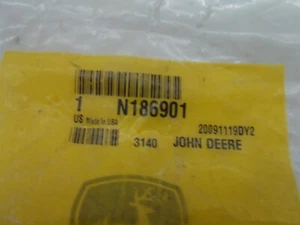 1 N186901
US Made in USA 20091119DY2
3140 JOHN DEERE